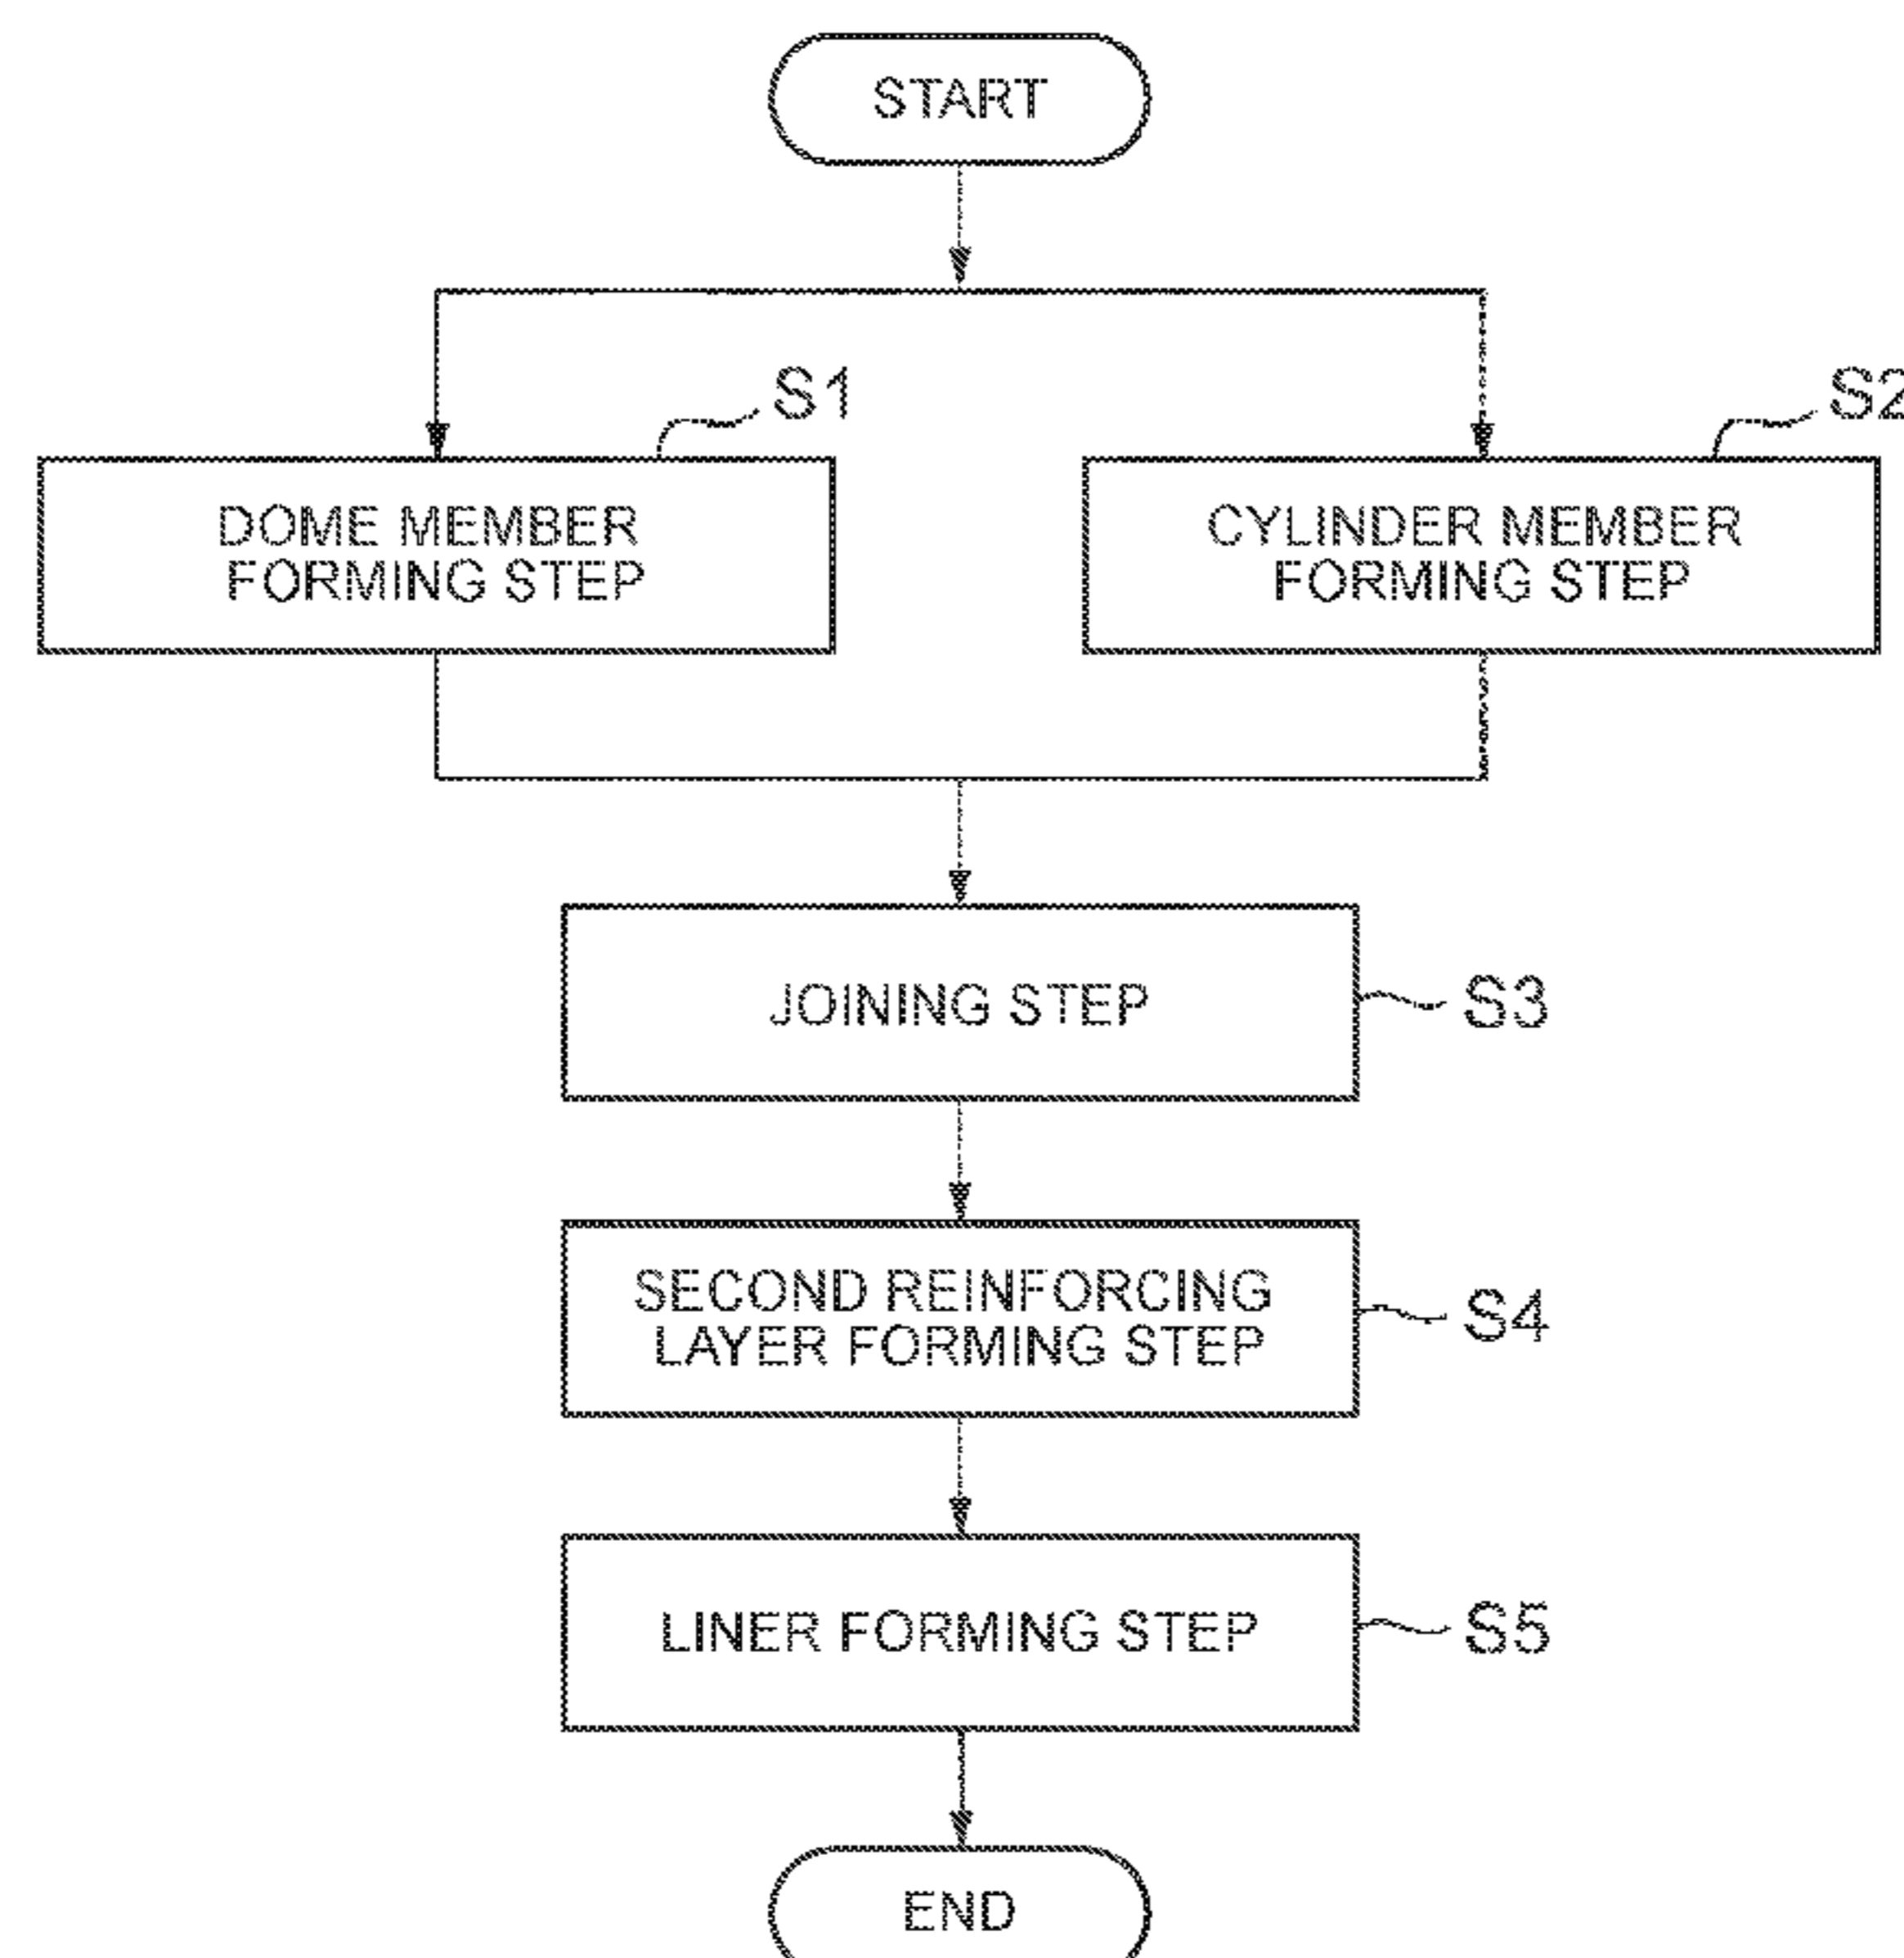 START
S1
S2
DOME MEMBER
FORMING STEP
CYLINDER MEMBER
FORMING STEP
JOINING STEP
S3
SECOND REINFORCING
LAYER FORMING STEP
S4
LINER FORMING STEP
S5
END